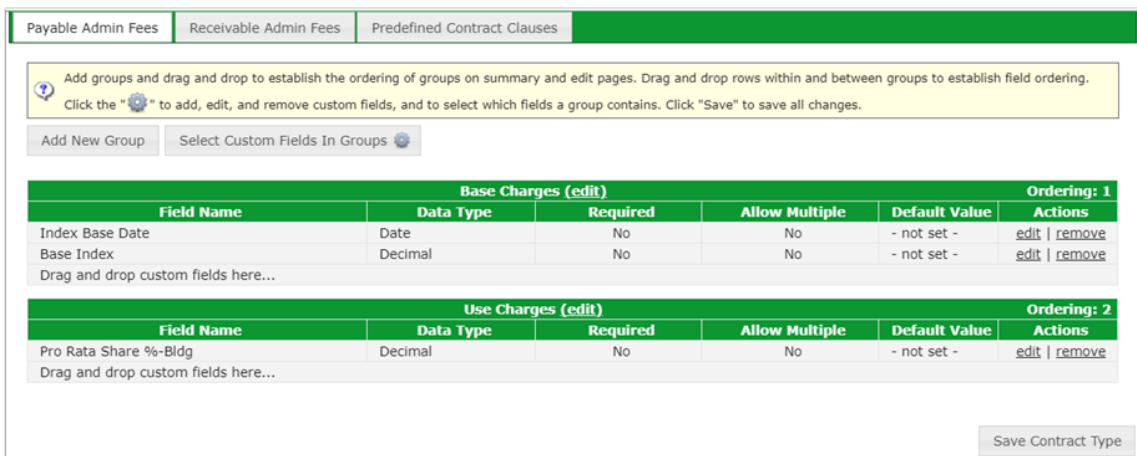 Payable Admin Fees Receivable Admin Fees Predefined Contract Clauses
Add groups and drag and drop to establish the ordering of groups on summary and edit pages. Drag and drop rows within and between groups to establish field ordering.
Click the "" to add, edit, and remove custom fields, and to select which fields a group contains. Click "Save" to save all changes.
Add New Group Select Custom Fields In Groups
Base Charges (edit) Ordering: 1
Field Name Data Type Required Allow Multiple Default Value Actions
Index Base Date Date No No - not set - edit | remove
Base Index Decimal No No - not set - edit | remove
Drag and drop custom fields here...
Use Charges (edit) Ordering: 2
Field Name Data Type Required Allow Multiple Default Value Actions
Pro Rata Share %-Bldg Decimal No No - not set - edit | remove
Drag and drop custom fields here...
Save Contract Type